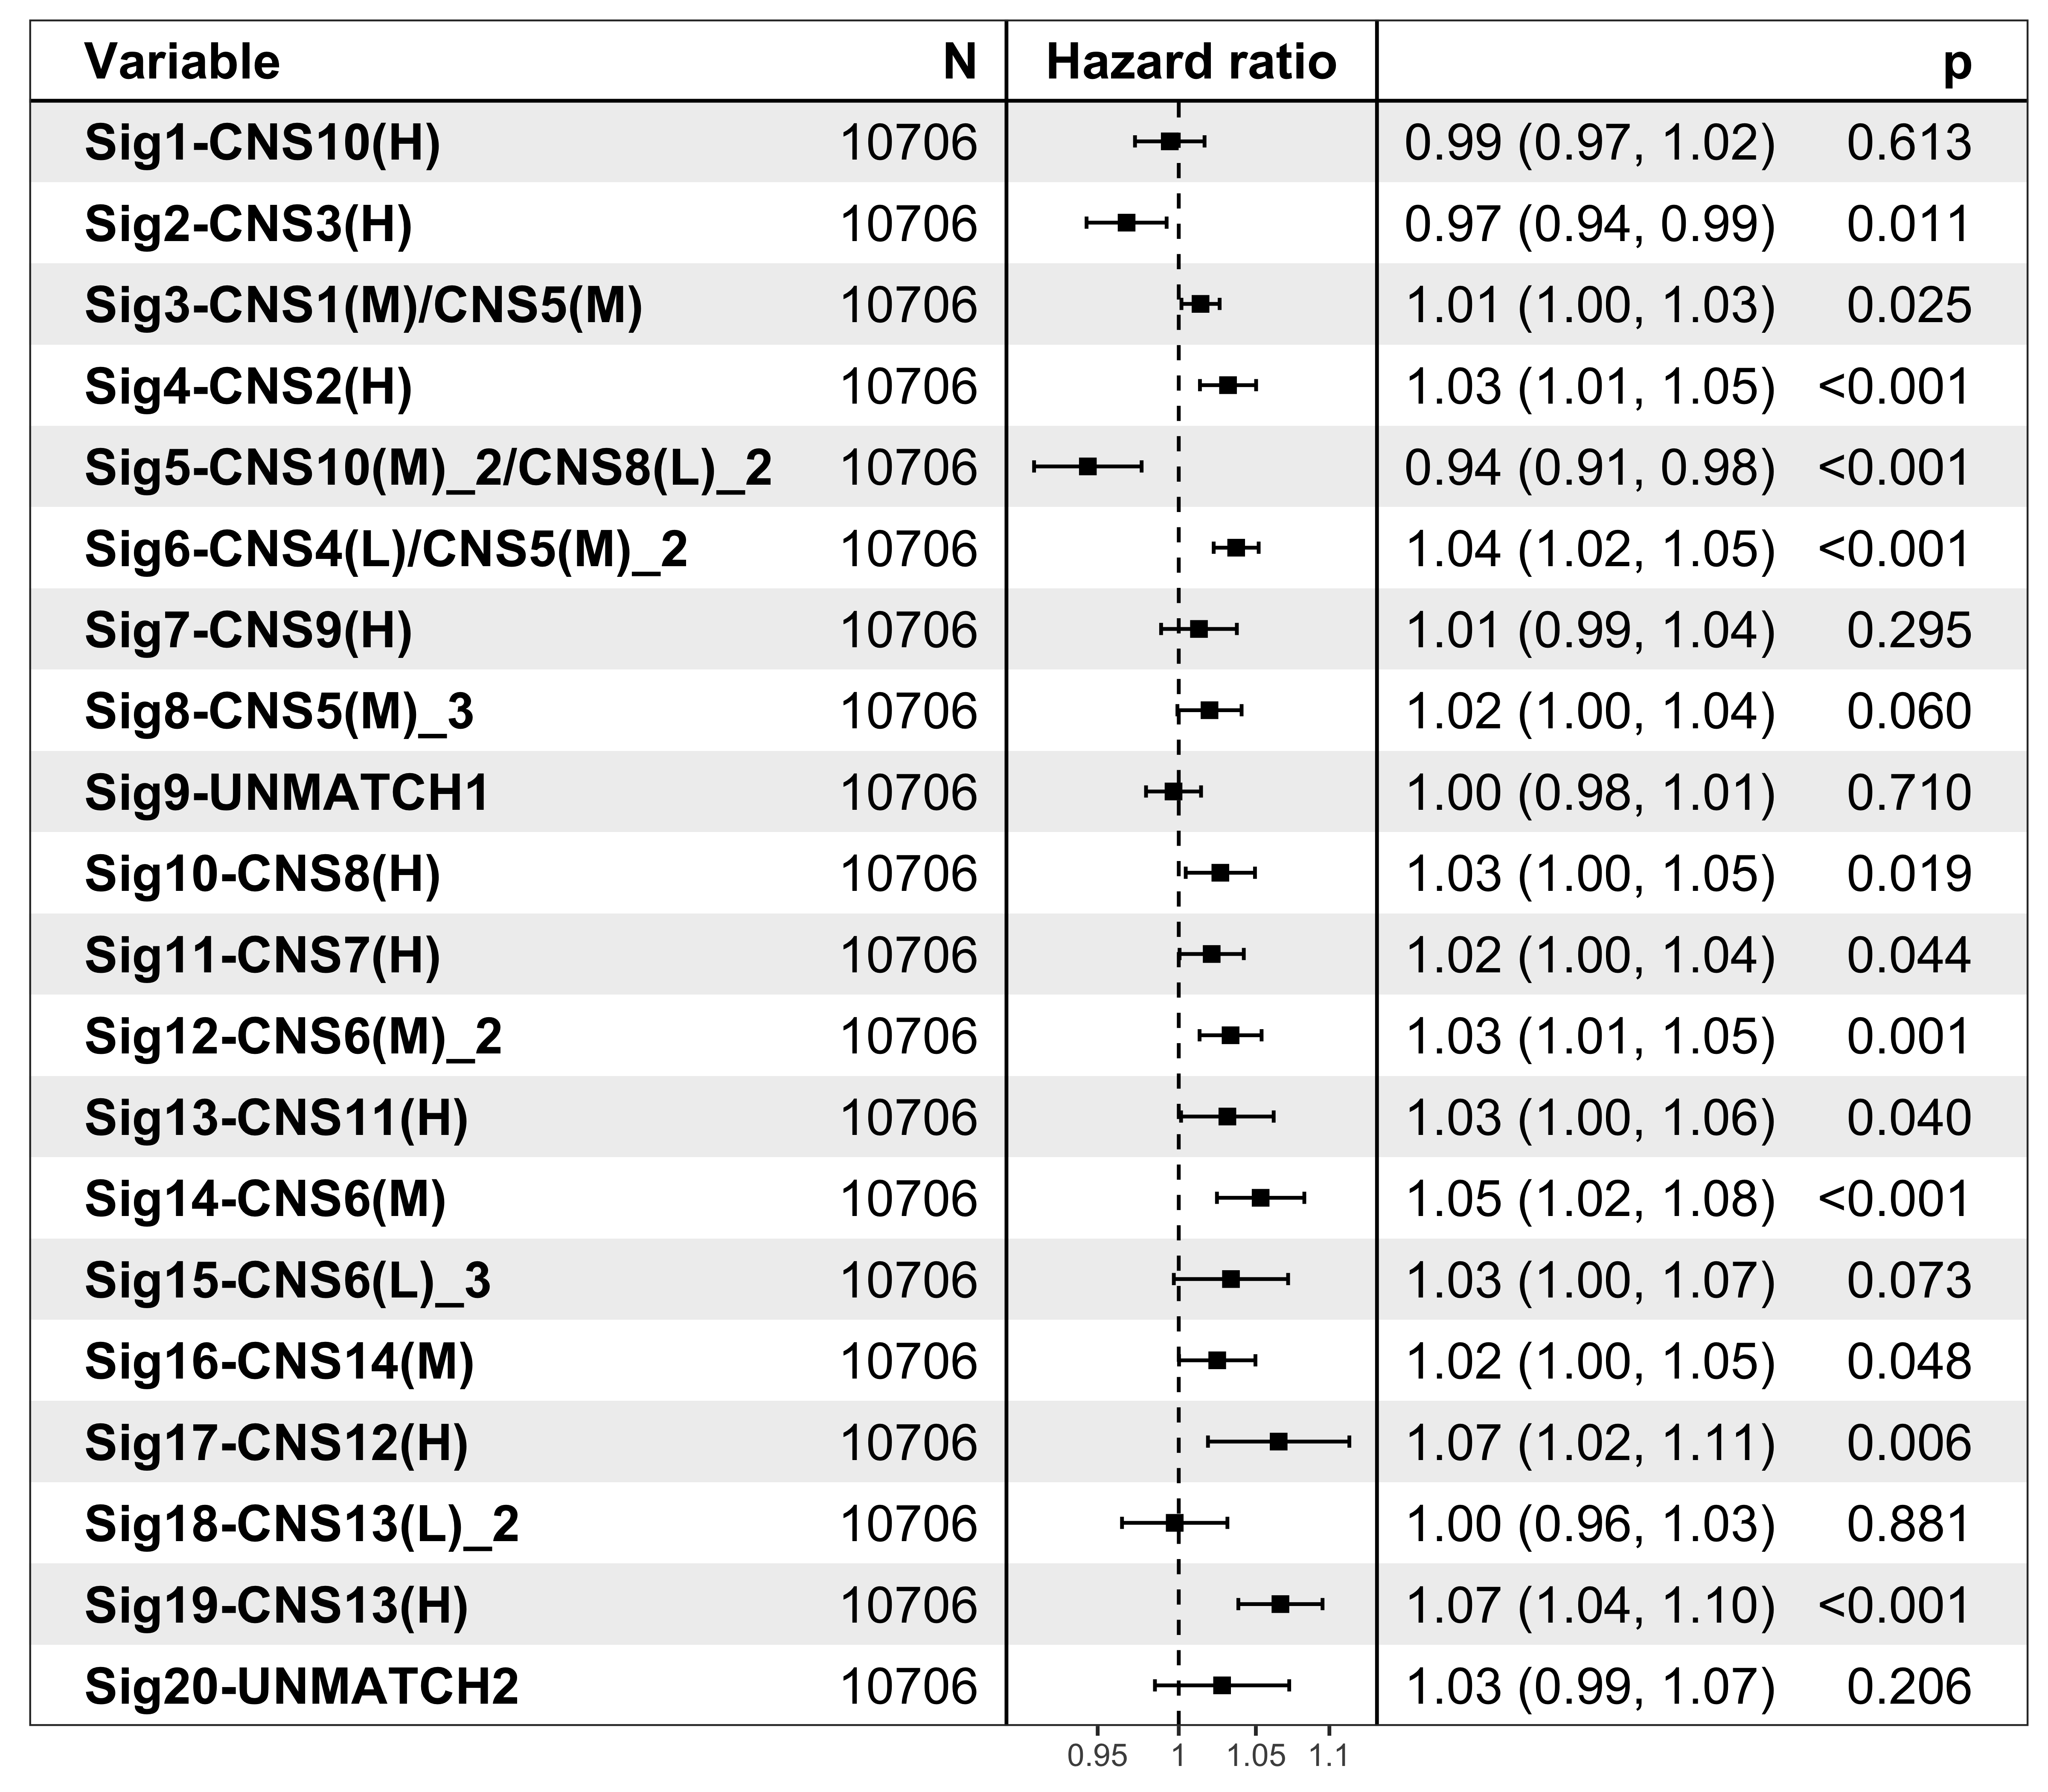 Variable N Hazard ratio p
Sig1-CNS10(H) 10706 0.99 (0.97, 1.02) 0.613
Sig2-CNS3(H) 10706 0.97 (0.94, 0.99) 0.011
Sig3-CNS1(M)/CNS5(M) 10706 1.01 (1.00, 1.03) 0.025
Sig4-CNS2(H) 10706 1.03 (1.01, 1.05) <0.001
Sig5-CNS10(M)_2/CNS8(L)_2 10706 0.94 (0.91, 0.98) <0.001
Sig6-CNS4(L)/CNS5(M)_2 10706 1.04 (1.02, 1.05) <0.001
Sig7-CNS9(H) 10706 1.01 (0.99, 1.04) 0.295
Sig8-CNS5(M)_3 10706 1.02 (1.00, 1.04) 0.060
Sig9-UNMATCH1 10706 1.00 (0.98, 1.01) 0.710
Sig10-CNS8(H) 10706 1.03 (1.00, 1.05) 0.019
Sig11-CNS7(H) 10706 1.02 (1.00, 1.04) 0.044
Sig12-CNS6(M)_2 10706 1.03 (1.01, 1.05) 0.001
Sig13-CNS11(H) 10706 1.03 (1.00, 1.06) 0.040
Sig14-CNS6(M) 10706 1.05 (1.02, 1.08) <0.001
Sig15-CNS6(L)_3 10706 1.03 (1.00, 1.07) 0.073
Sig16-CNS14(M) 10706 1.02 (1.00, 1.05) 0.048
Sig17-CNS12(H) 10706 1.07 (1.02, 1.11) 0.006
Sig18-CNS13(L)_2 10706 1.00 (0.96, 1.03) 0.881
Sig19-CNS13(H) 10706 1.07 (1.04, 1.10) <0.001
Sig20-UNMATCH2 10706 1.03 (0.99, 1.07) 0.206
0.95 1 1.05 1.1